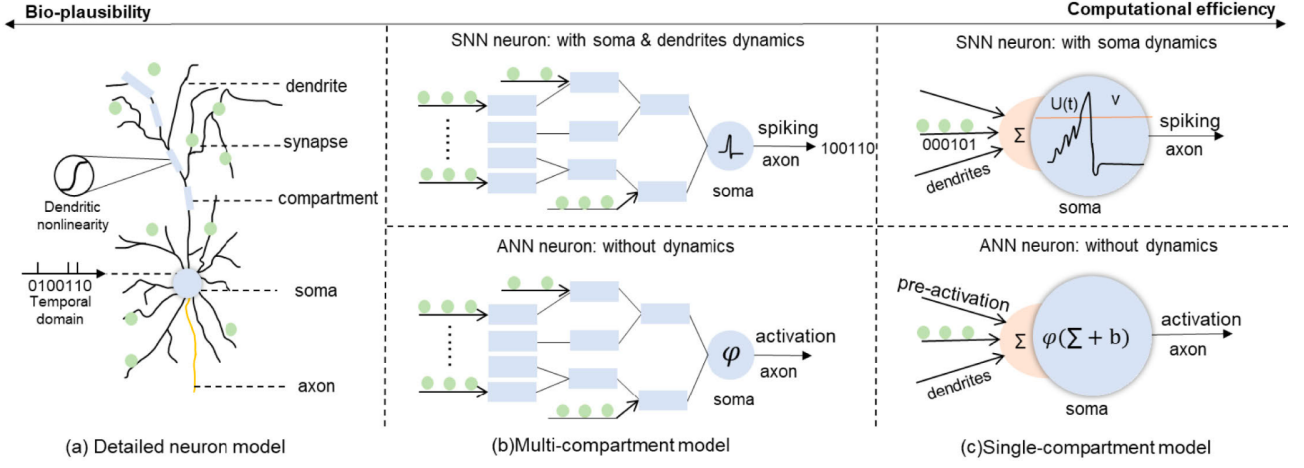 Bio-plausibility
Computational efficiency
dendrite
synapse
Dendritic
nonlinearity
compartment
0100110
Temporal
domain
soma
axon
(a) Detailed neuron model
SNN neuron: with soma & dendrites dynamics
spiking
axon
100110
soma
ANN neuron: without dynamics
φ
activation
axon
soma
(b)Multi-compartment model
SNN neuron: with soma dynamics
000101
dendrites
Σ
U(t)
v
spiking
axon
soma
ANN neuron: without dynamics
pre-activation
dendrites
Σ
φ(Σ + b)
activation
axon
soma
(c)Single-compartment model